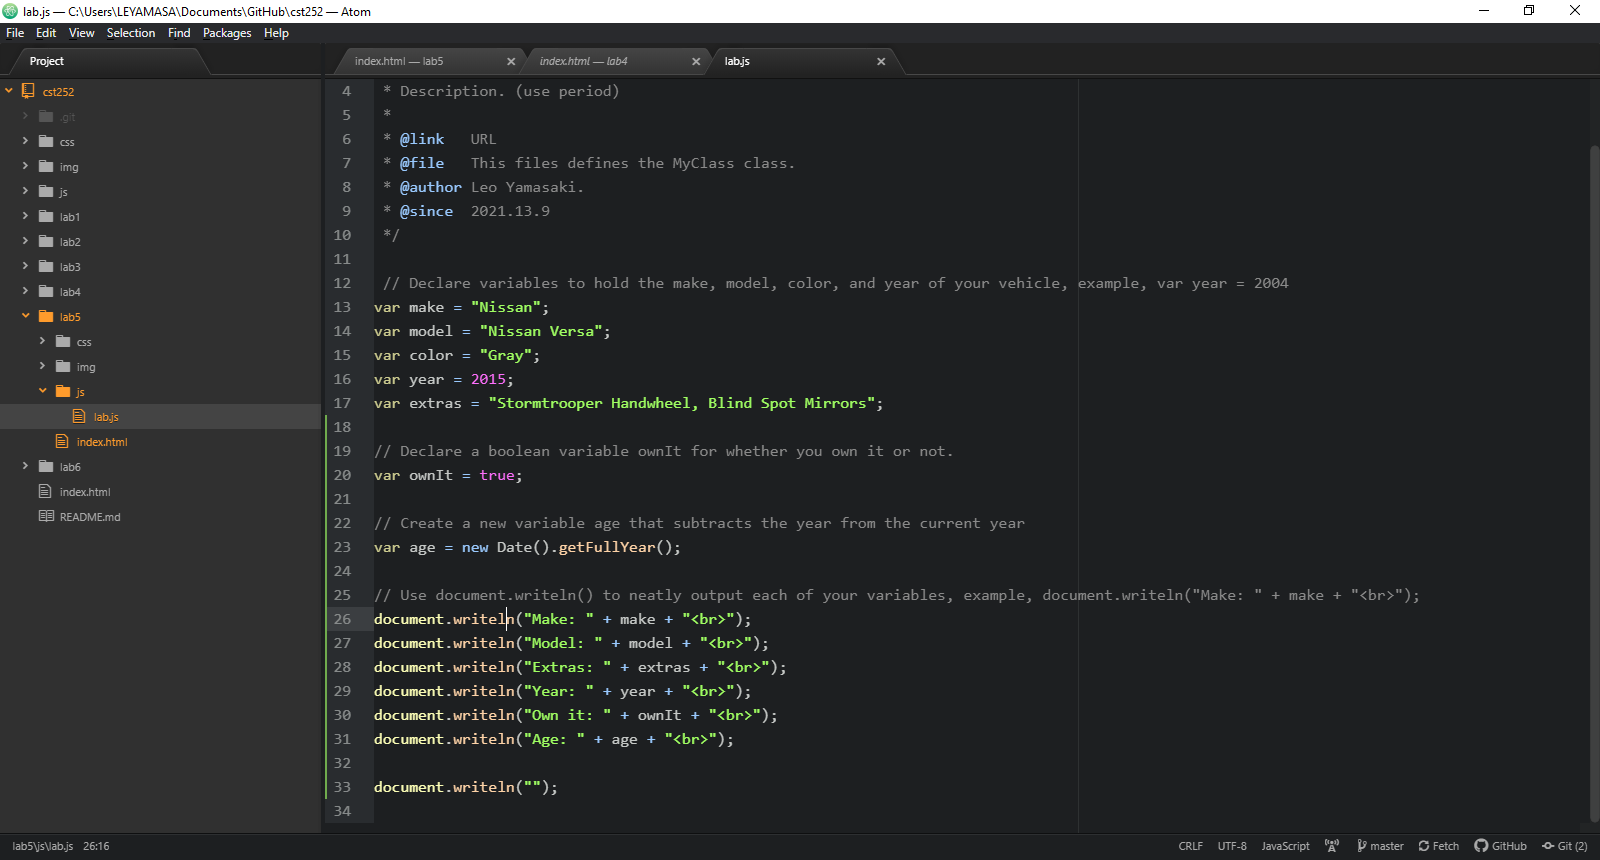 lab.js — C:\Users\LEYAMASA\Documents\GitHub\cst252 — Atom
File Edit View Selection Find Packages Help
Project
index.html — lab5
index.html — lab4
lab.js
cst252
.git
css
img
js
lab1
lab2
lab3
lab4
lab5
css
img
js
lab.js
index.html
lab6
index.html
README.md
4 * Description. (use period)
5 *
6 * @link URL
7 * @file This files defines the MyClass class.
8 * @author Leo Yamasaki.
9 * @since 2021.13.9
10 */
11
12 // Declare variables to hold the make, model, color, and year of your vehicle, example, var year = 2004
13 var make = "Nissan";
14 var model = "Nissan Versa";
15 var color = "Gray";
16 var year = 2015;
17 var extras = "Stormtrooper Handwheel, Blind Spot Mirrors";
18
19 // Declare a boolean variable ownIt for whether you own it or not.
20 var ownIt = true;
21
22 // Create a new variable age that subtracts the year from the current year
23 var age = new Date().getFullYear();
24
25 // Use document.writeln() to neatly output each of your variables, example, document.writeln("Make: " + make + "<br>");
26 document.writeln("Make: " + make + "<br>");
27 document.writeln("Model: " + model + "<br>");
28 document.writeln("Extras: " + extras + "<br>");
29 document.writeln("Year: " + year + "<br>");
30 document.writeln("Own it: " + ownIt + "<br>");
31 document.writeln("Age: " + age + "<br>");
32
33 document.writeln("");
34
lab5\js\lab.js 26:16
CRLF UTF-8 JavaScript master Fetch GitHub Git (2)